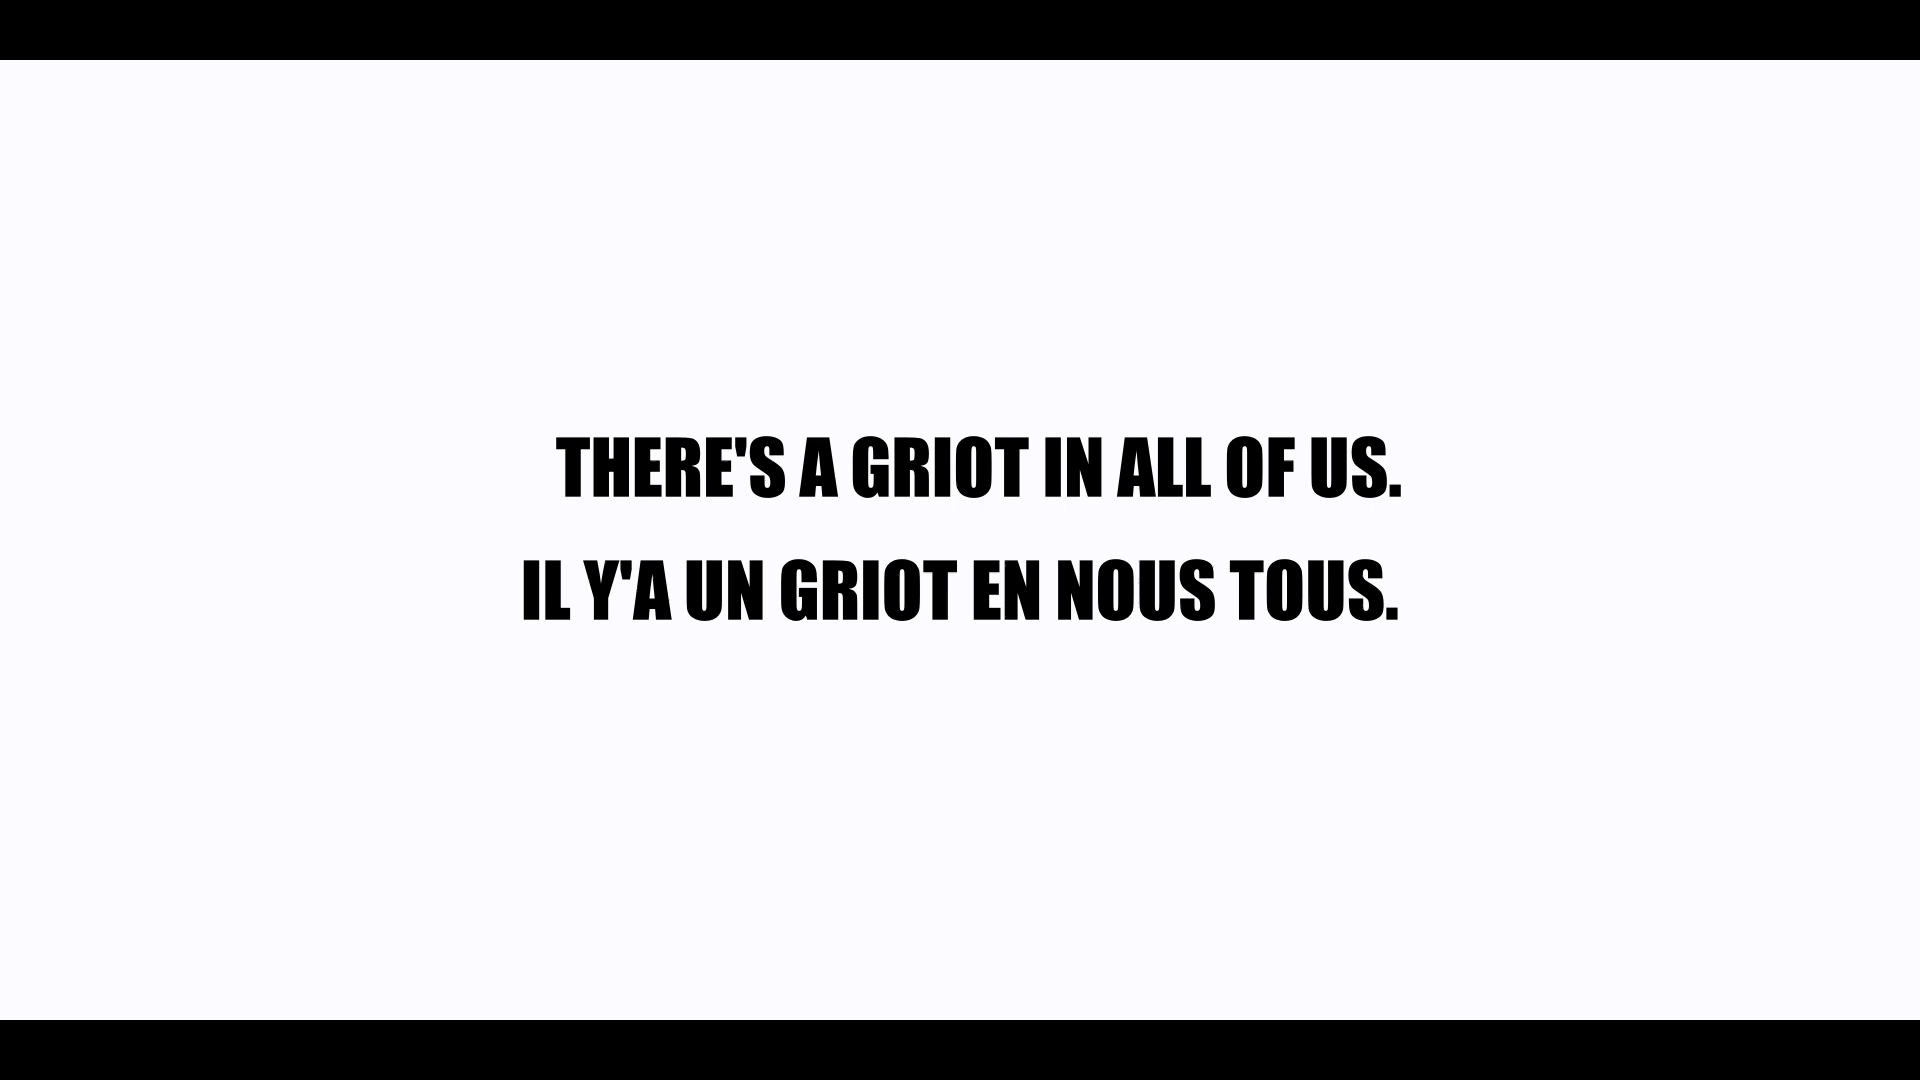 THERE'S A GRIOT IN ALL OF US.
IL Y'A UN GRIOT EN NOUS TOUS.